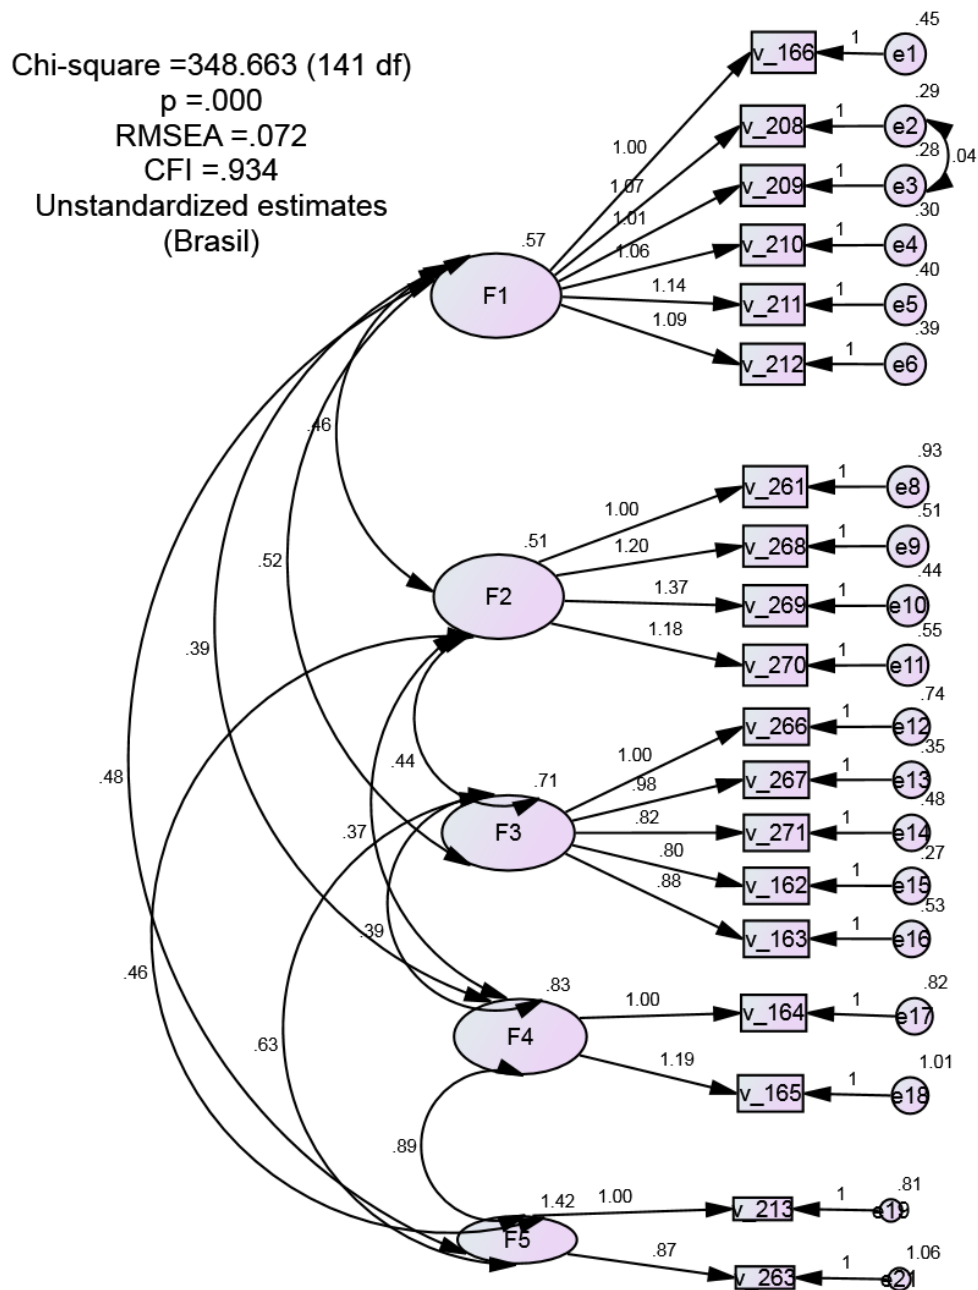 Chi-square =348.663 (141 df)
p =.000
RMSEA =.072
CFI =.934
Unstandardized estimates
(Brasil)
.45
v_166
1
e1
.29
v_208
1
e2
1.00
.28
.04
1.07
v_209
1
e3
1.01
.30
.57
1.06
v_210
1
e4
.40
F1
1.14
v_211
1
e5
1.09
.39
v_212
1
e6
.46
.93
v_261
1
e8
1.00
.51
.51
1.20
v_268
1
e9
.52
.44
F2
1.37
v_269
1
e10
.39
1.18
.55
v_270
1
e11
.74
v_266
1
e12
.44
1.00
.35
.48
.71
.98
v_267
1
e13
.48
.37
F3
.82
v_271
1
e14
.80
.27
.88
v_162
1
e15
.53
.39
v_163
1
e16
.46
.83
.82
1.00
v_164
1
e17
.63
F4
1.19
1.01
v_165
1
e18
.89
.81
1.42
1.00
v_213
1
e19
F5
.87
1.06
v_263
1
e21